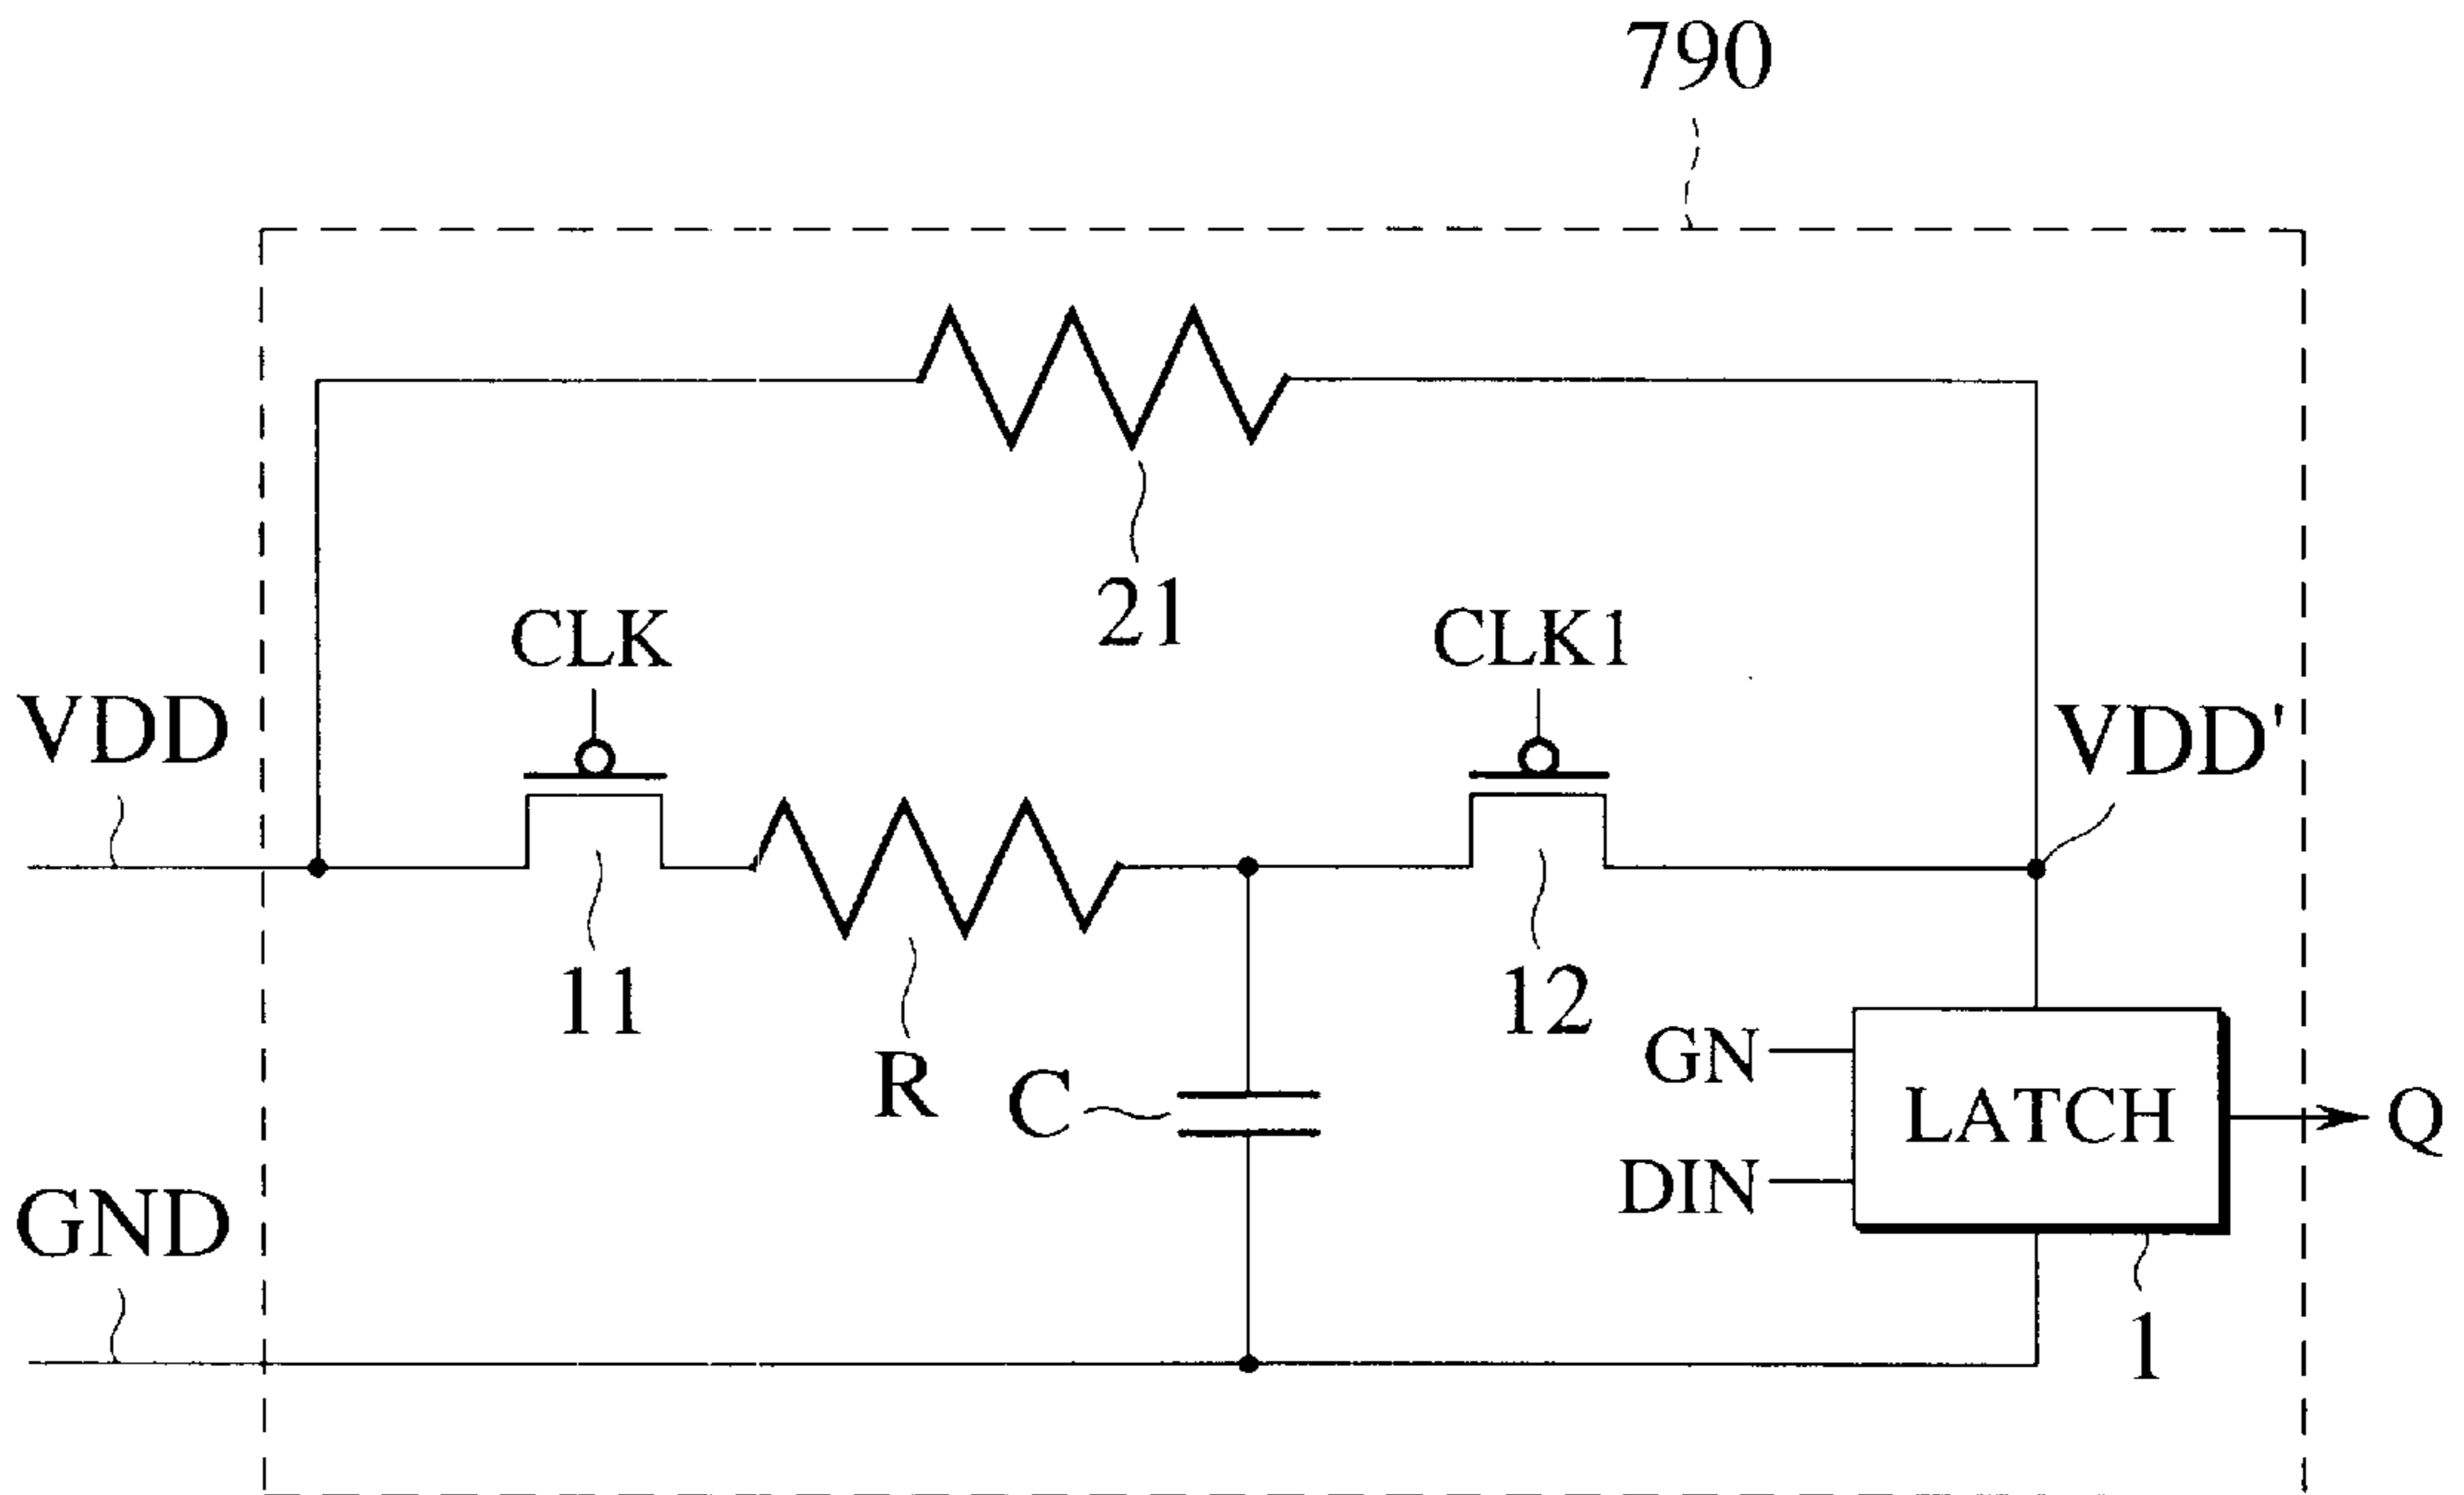 790
21
CLK
CLK1
VDD
VDD'
11
12
R
C
GN
LATCH
Q
DIN
GND
1